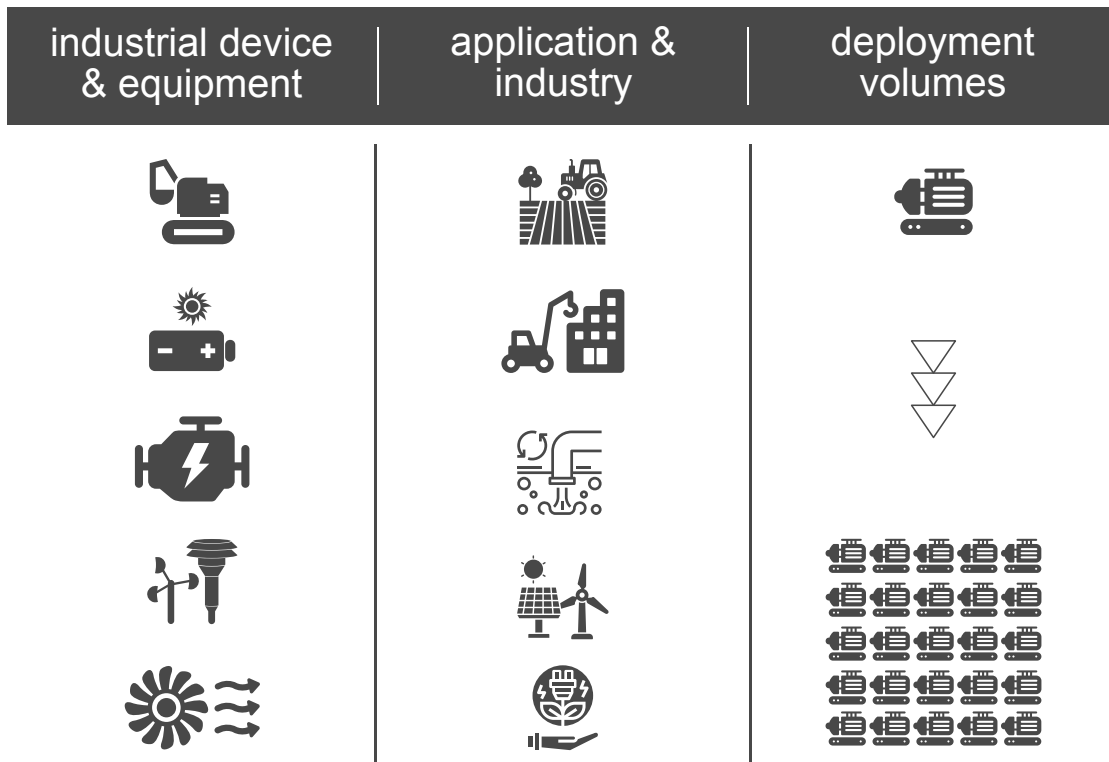 industrial device
& equipment
application &
industry
deployment
volumes